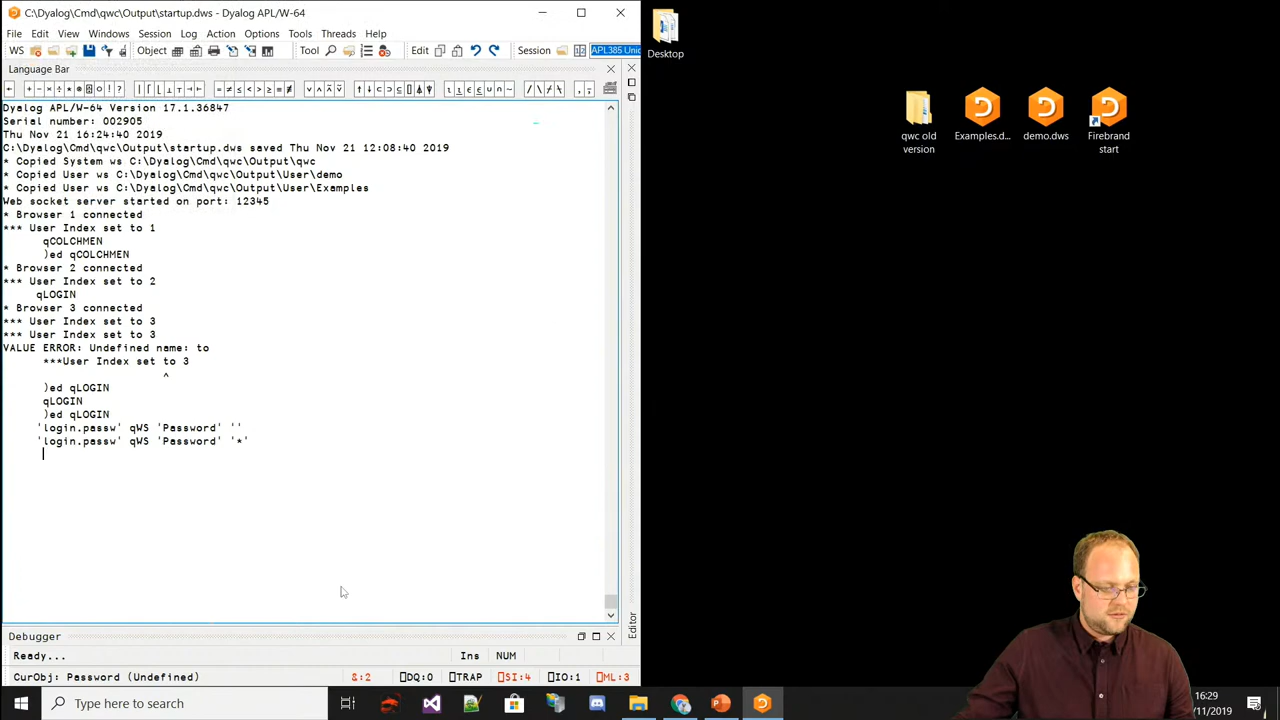 C:\Dyalog\Cmd\qwc\Output\startup.dws - Dyalog APL/W-64
File Edit View Windows Session Log Action Options Tools Threads Help
WS Object Tool Edit Session APL385 Unic
Language Bar
Dyalog APL/W-64 Version 17.1.36847
Serial number: 002905
Thu Nov 21 16:24:40 2019
C:\Dyalog\Cmd\qwc\Output\startup.dws saved Thu Nov 21 12:08:40 2019
* Copied System ws C:\Dyalog\Cmd\qwc\Output\qwc
* Copied User ws C:\Dyalog\Cmd\qwc\Output\User\demo
* Copied User ws C:\Dyalog\Cmd\qwc\Output\User\Examples
Web socket server started on port: 12345
* Browser 1 connected
*** User Index set to 1
qCOLCHMEN
)ed qCOLCHMEN
* Browser 2 connected
*** User Index set to 2
qLOGIN
* Browser 3 connected
*** User Index set to 3
*** User Index set to 3
VALUE ERROR: Undefined name: to
***User Index set to 3
^
)ed qLOGIN
qLOGIN
)ed qLOGIN
'login.passw' qWS 'Password' ''
'login.passw' qWS 'Password' '*'
Editor
Debugger
Ready... Ins NUM
CurObj: Password (Undefined) &:2 ⎕DQ:0 ⎕TRAP ⎕SI:4 ⎕IO:1 ⎕ML:3
Type here to search
Desktop
qwc old version
Examples.d...
demo.dws
Firebrand start
16:29
/11/2019